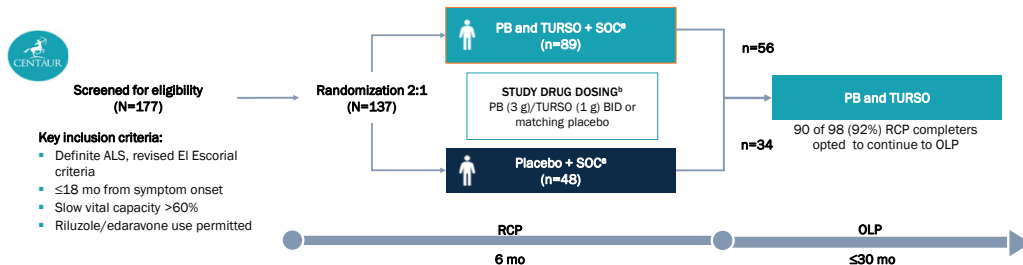 CENTAUR
Screened for eligibility
(N=177)
Key inclusion criteria:
▪ Definite ALS, revised El Escorial
criteria
▪ ≤18 mo from symptom onset
▪ Slow vital capacity >60%
▪ Riluzole/edaravone use permitted
Randomization 2:1
(N=137)
PB and TURSO + SOCᵃ
(n=89)
STUDY DRUG DOSINGᵇ
PB (3 g)/TURSO (1 g) BID or
matching placebo
Placebo + SOCᵃ
(n=48)
n=56
n=34
PB and TURSO
90 of 98 (92%) RCP completers
opted to continue to OLP
RCP
6 mo
OLP
≤30 mo